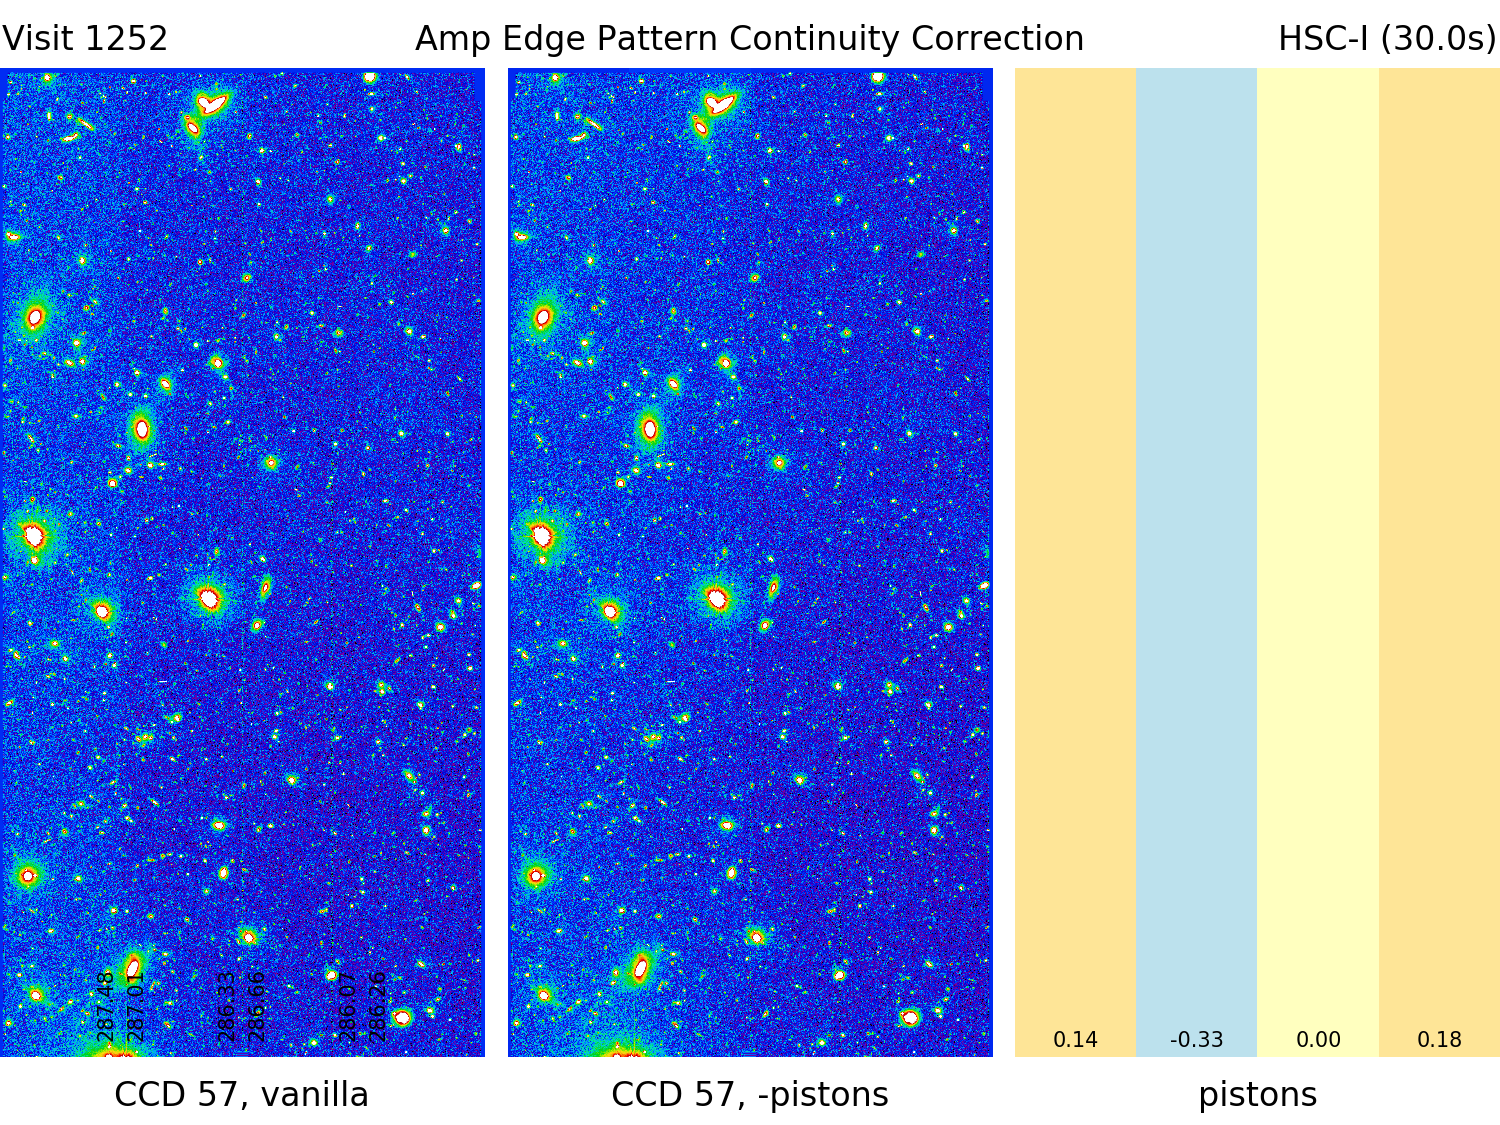 Visit 1252
Amp Edge Pattern Continuity Correction
HSC-I (30.0s)
287.48
287.01
286.33
286.66
286.07
286.26
0.14
-0.33
0.00
0.18
CCD 57, vanilla
CCD 57, -pistons
pistons